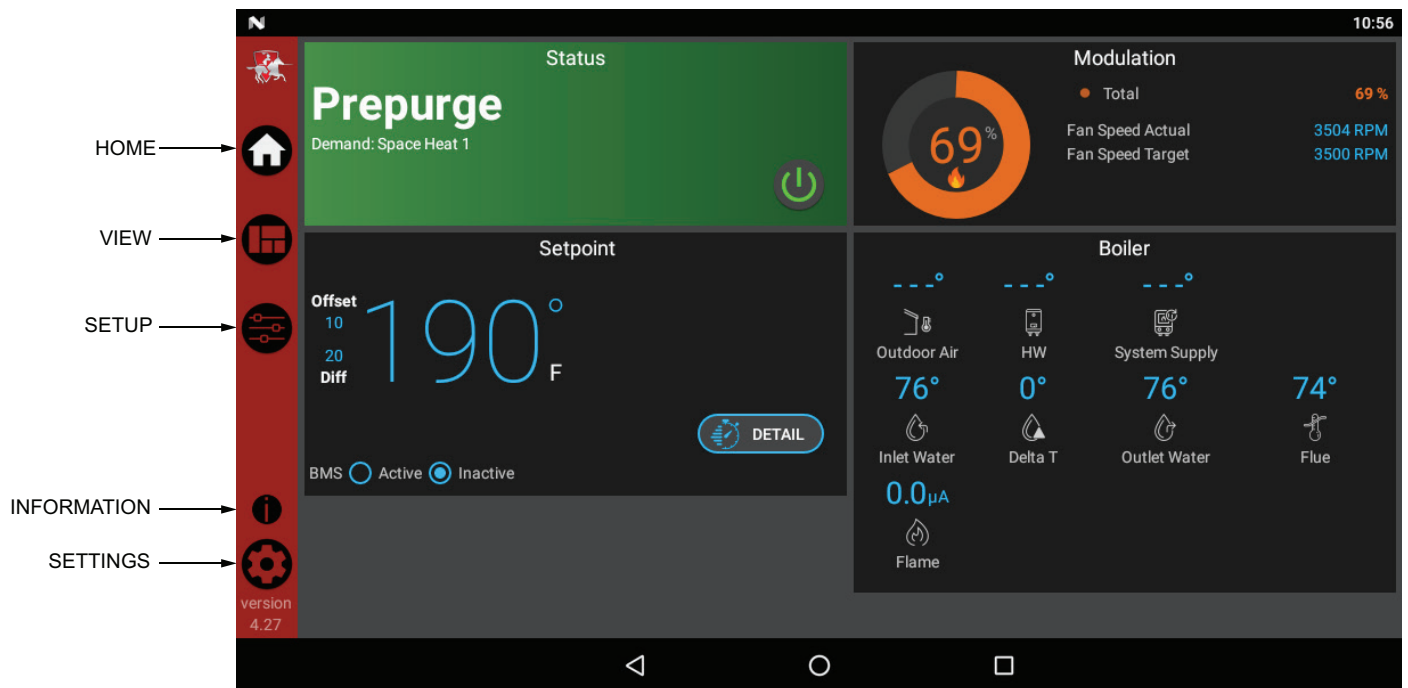 10:56
HOME
VIEW
SETUP
INFORMATION
SETTINGS
version
4.27
Status
Prepurge
Demand: Space Heat 1
Modulation
69%
Total 69 %
Fan Speed Actual 3504 RPM
Fan Speed Target 3500 RPM
Setpoint
Offset
10
190° F
20
Diff
DETAIL
BMS Active Inactive
Boiler
---° ---° ---°
Outdoor Air HW System Supply
76° 0° 76° 74°
Inlet Water Delta T Outlet Water Flue
0.0µA
Flame